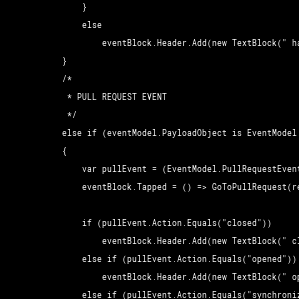 }
else
eventBlock.Header.Add(new TextBlock(" ha
}
/*
* PULL REQUEST EVENT
*/
else if (eventModel.PayloadObject is EventModel
{
var pullEvent = (EventModel.PullRequestEvent
eventBlock.Tapped = () => GoToPullRequest(re
if (pullEvent.Action.Equals("closed"))
eventBlock.Header.Add(new TextBlock(" cl
else if (pullEvent.Action.Equals("opened"))
eventBlock.Header.Add(new TextBlock(" op
else if (pullEvent.Action.Equals("synchroniz